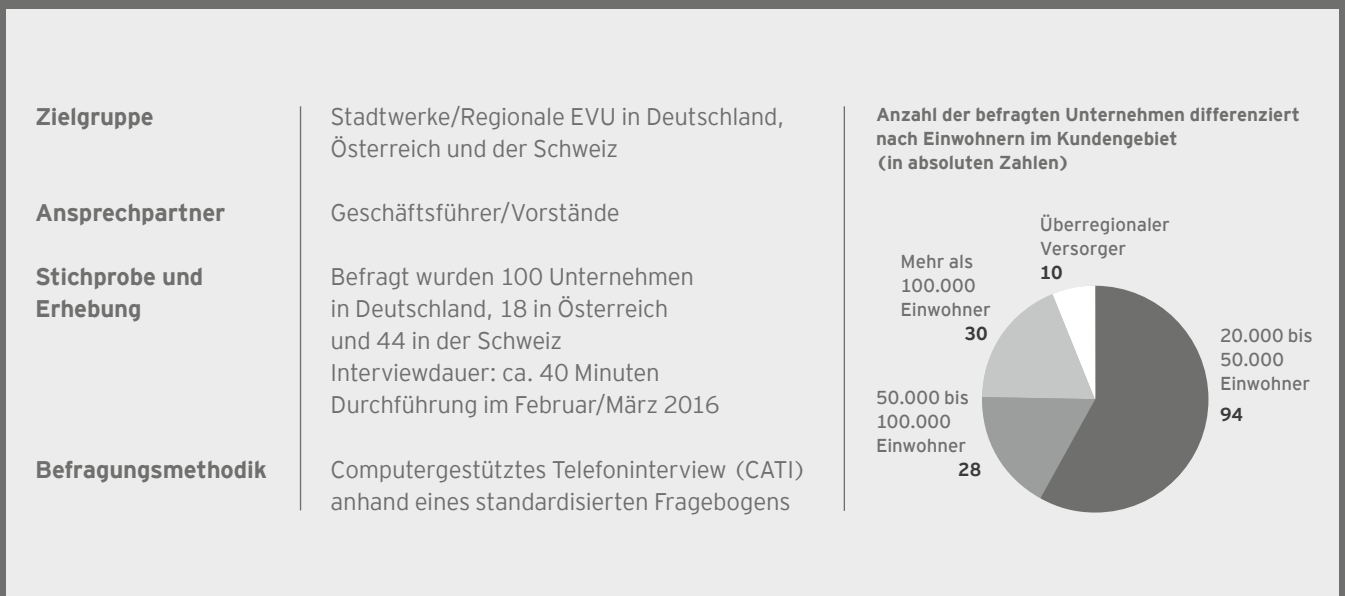 Zielgruppe
Stadtwerke/Regionale EVU in Deutschland,
Österreich und der Schweiz
Ansprechpartner
Geschäftsführer/Vorstände
Stichprobe und
Erhebung
Befragt wurden 100 Unternehmen
in Deutschland, 18 in Österreich
und 44 in der Schweiz
Interviewdauer: ca. 40 Minuten
Durchführung im Februar/März 2016
Befragungsmethodik
Computergestütztes Telefoninterview (CATI)
anhand eines standardisierten Fragebogens
Anzahl der befragten Unternehmen differenziert
nach Einwohnern im Kundengebiet
(in absoluten Zahlen)
Überregionaler
Versorger
10
Mehr als
100.000
Einwohner
30
20.000 bis
50.000
Einwohner
94
50.000 bis
100.000
Einwohner
28